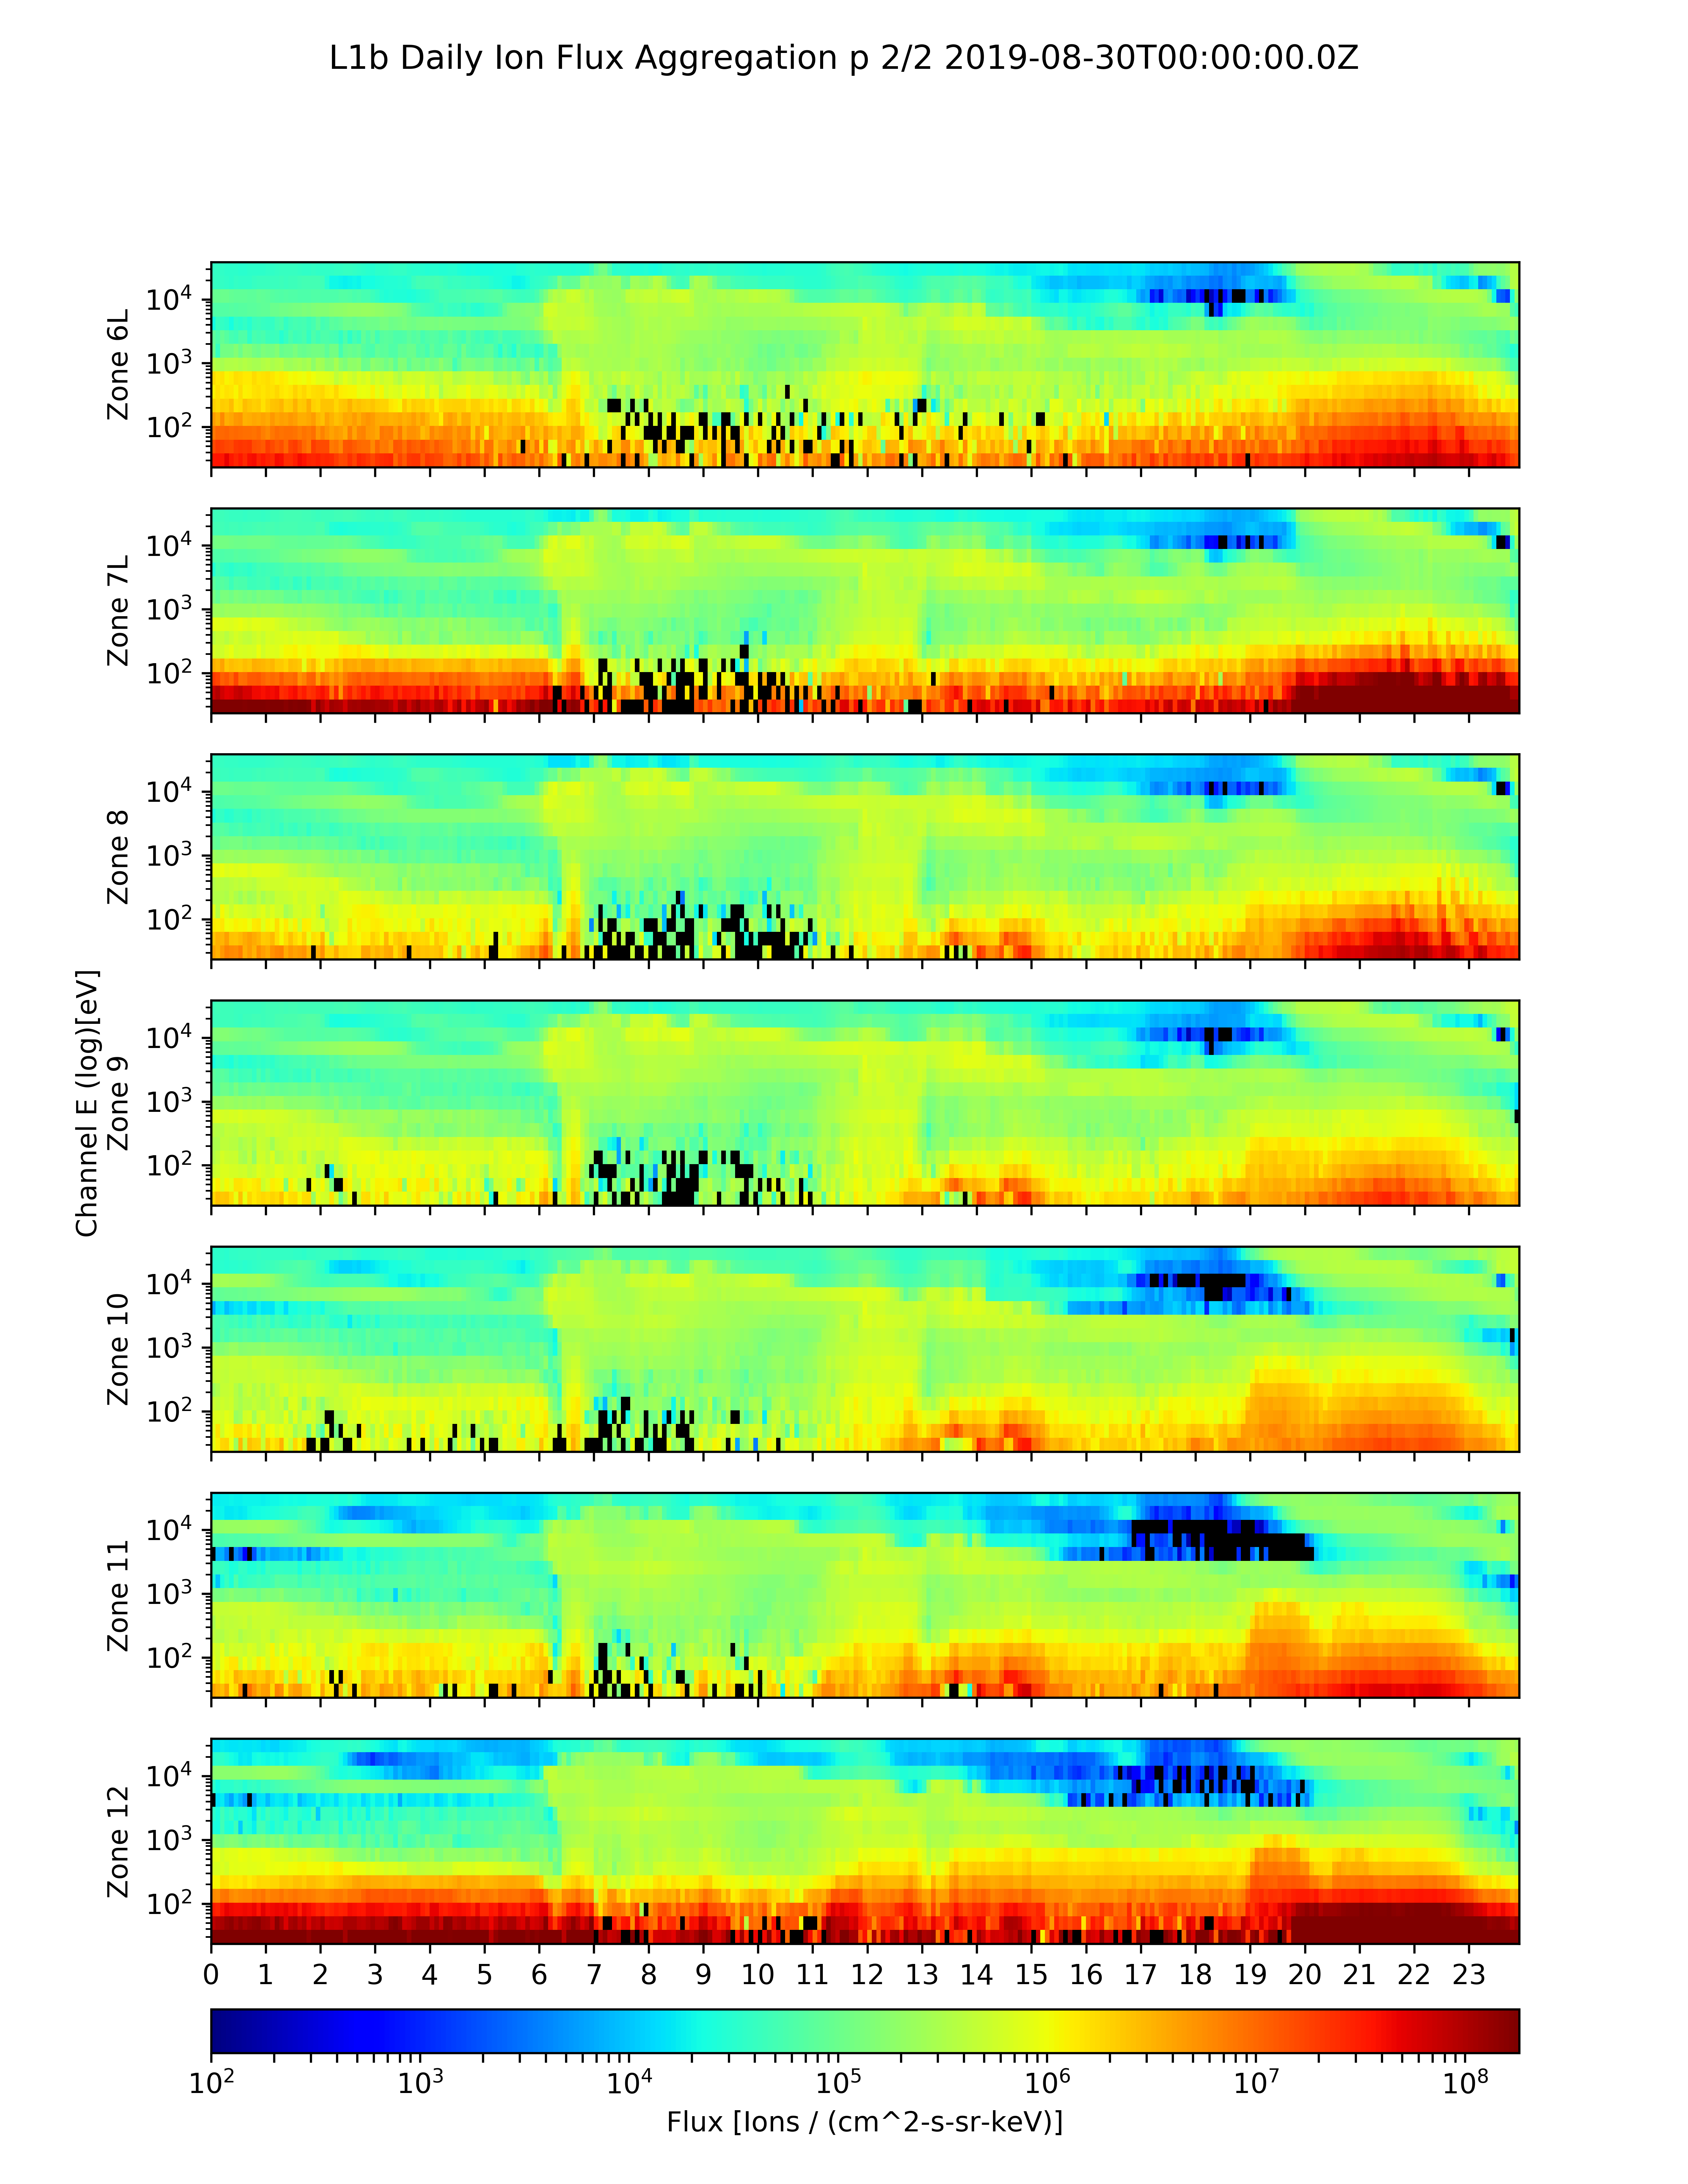 L1b Daily Ion Flux Aggregation p 2/2 2019-08-30T00:00:00.0Z
Channel E (log)[eV]
Zone 6L
10^4
10^3
10^2
Zone 7L
10^4
10^3
10^2
Zone 8
10^4
10^3
10^2
Zone 9
10^4
10^3
10^2
Zone 10
10^4
10^3
10^2
Zone 11
10^4
10^3
10^2
Zone 12
10^4
10^3
10^2
0 1 2 3 4 5 6 7 8 9 10 11 12 13 14 15 16 17 18 19 20 21 22 23
10^2 10^3 10^4 10^5 10^6 10^7 10^8
Flux [Ions / (cm^2-s-sr-keV)]